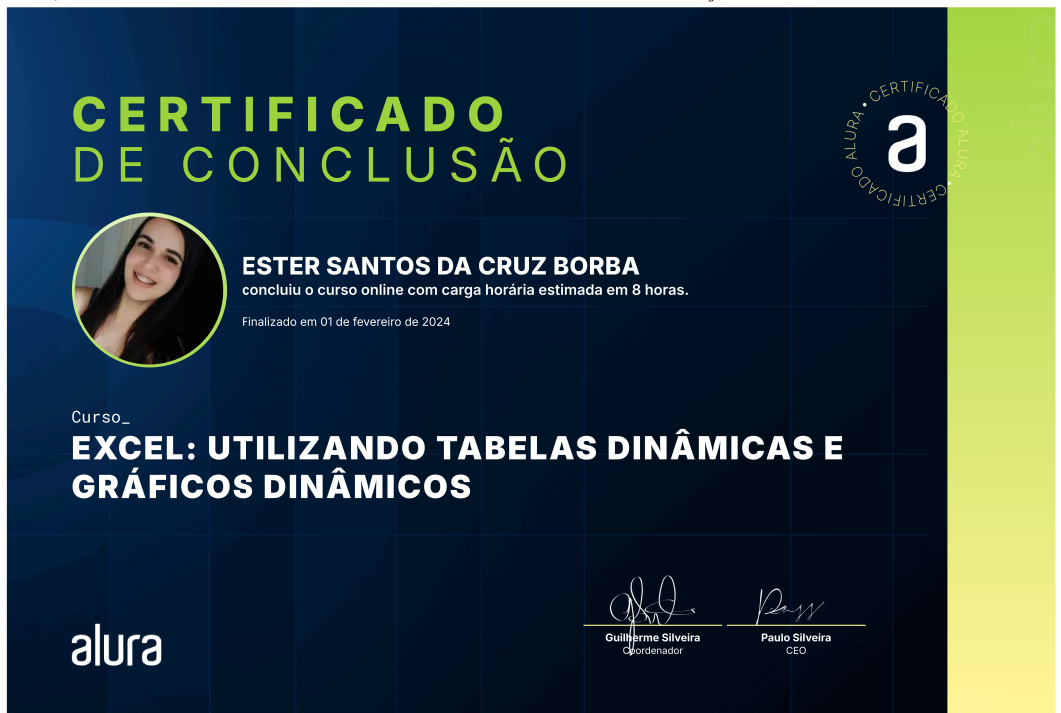 CERTIFICADO
DE CONCLUSÃO
CERTIFICADO ALURA • CERTIFICADO ALURA •
a
ESTER SANTOS DA CRUZ BORBA
concluiu o curso online com carga horária estimada em 8 horas.
Finalizado em 01 de fevereiro de 2024
Curso_
EXCEL: UTILIZANDO TABELAS DINÂMICAS E
GRÁFICOS DINÂMICOS
Guilherme Silveira
Coordenador
Paulo Silveira
CEO
alura
alura